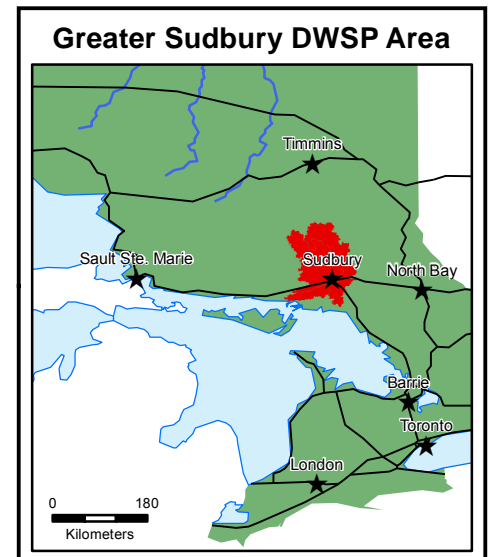 Greater Sudbury DWSP Area
Timmins
Sault Ste. Marie
Sudbury
North Bay
Barrie
Toronto
London
0 180
Kilometers